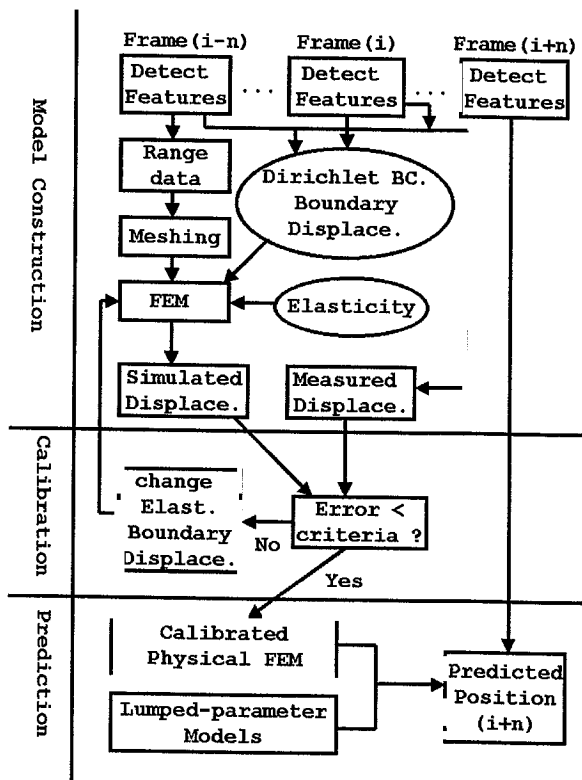 Frame(i-n)
Frame(i)
Frame(i+n)
Detect
Features
...
Detect
Features
...
Detect
Features
Model Construction
Range
data
Dirichlet BC.
Boundary
Displace.
Meshing
FEM
Elasticity
Simulated
Displace.
Measured
Displace.
Calibration
change
Elast.
Boundary
Displace.
No
Error <
criteria ?
Yes
Prediction
Calibrated
Physical FEM
Lumped-parameter
Models
Predicted
Position
(i+n)